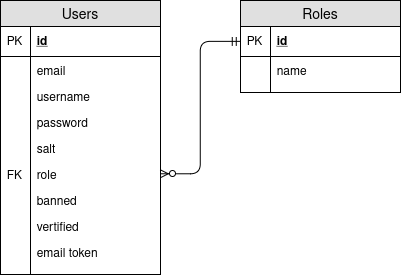 Users
PK id
email
username
password
salt
FK role
banned
vertified
email token
Roles
PK id
name